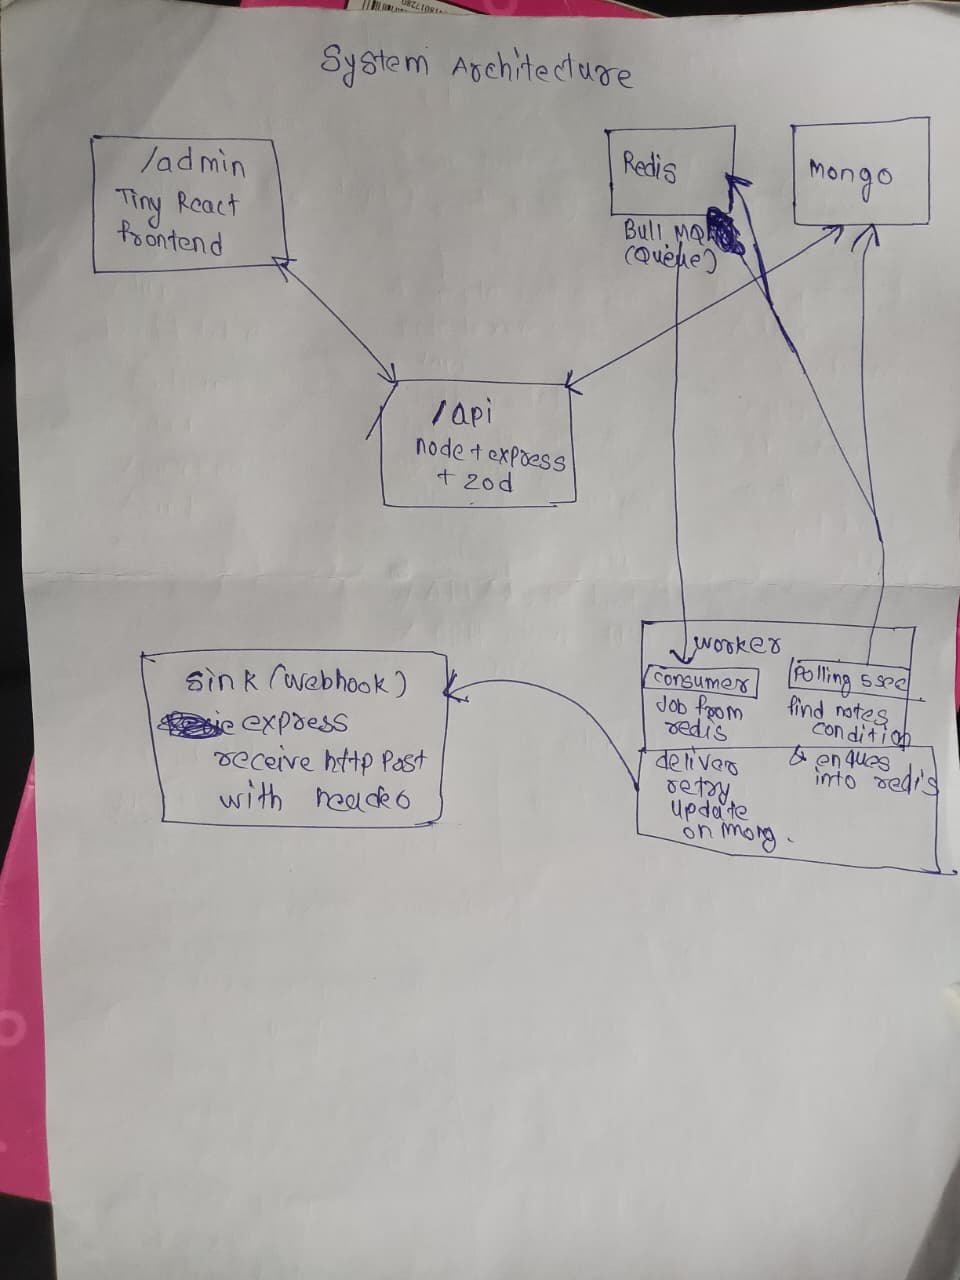 System Architecture
/admin
Tiny React
frontend
Redis
Bull MQ
(Queue)
Mongo
/api
node + express
+ zod
worker
consumer
Job from
redis
deliver
retry
update
on mong.
Polling 5 sec
find notes
condition
& enques
into redis
sink (webhook)
express
receive http Post
with header